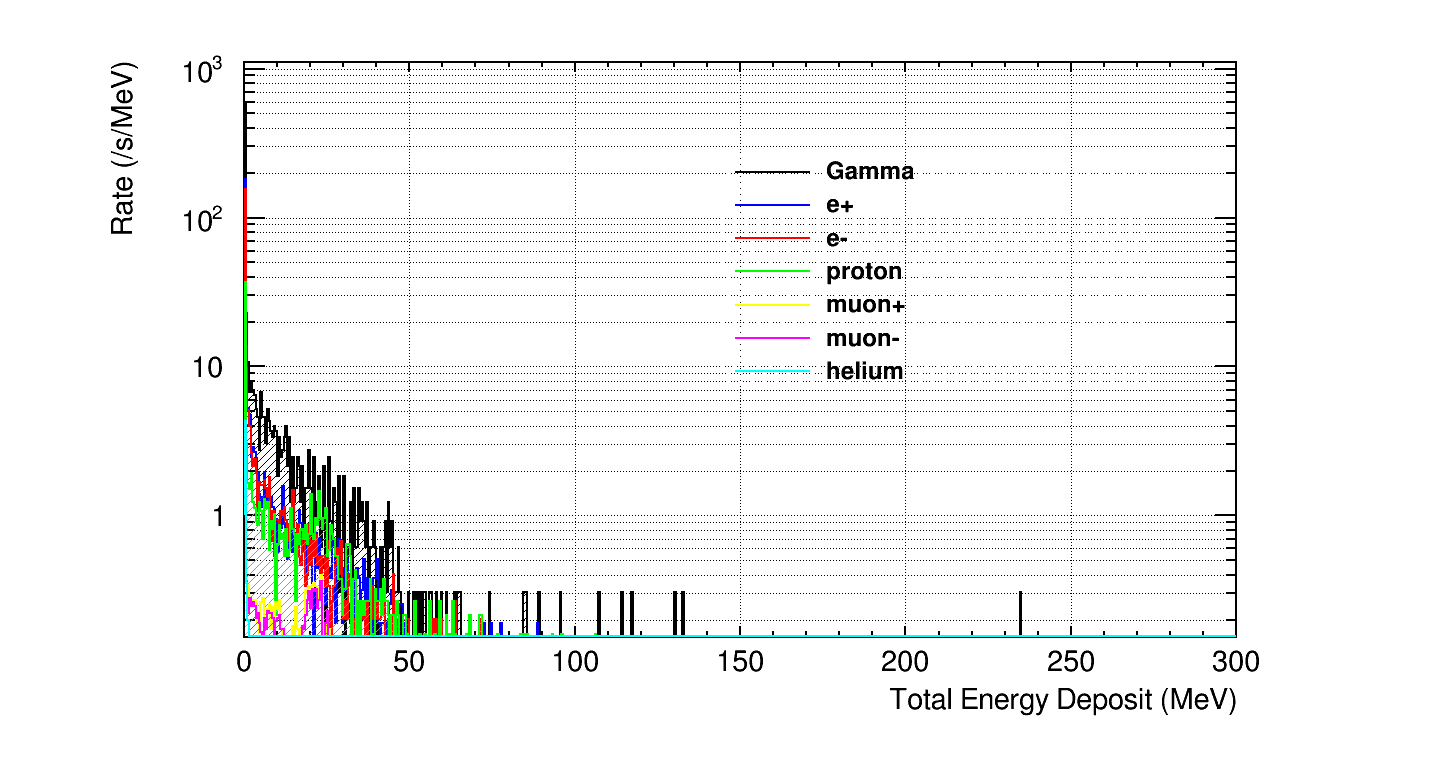 Rate (/s/MeV)
10³
10²
10
1
Gamma
e+
e-
proton
muon+
muon-
helium
0 50 100 150 200 250 300
Total Energy Deposit (MeV)